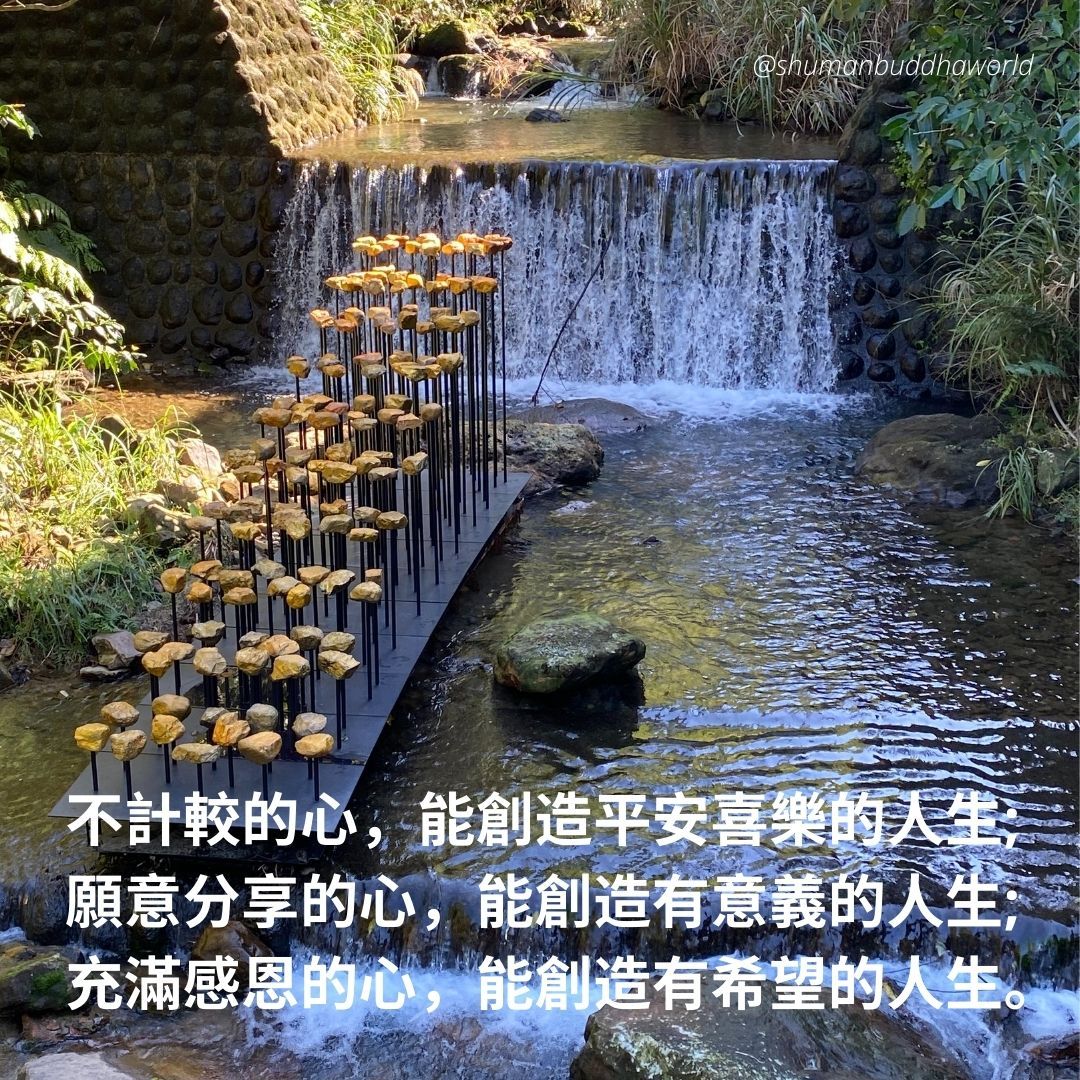 @shumanbuddhaworld
不計較的心，能創造平安喜樂的人生;
願意分享的心，能創造有意義的人生;
充滿感恩的心，能創造有希望的人生。